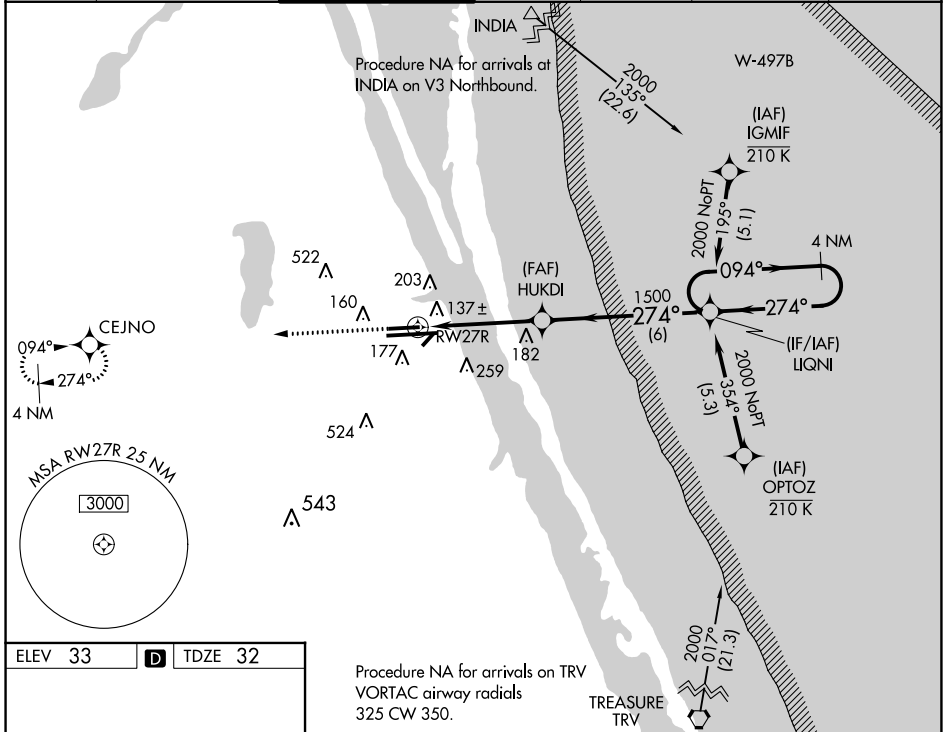 INDIA
Procedure NA for arrivals at
INDIA on V3 Northbound.
2000
135°
(22.6)
W-497B
(IAF)
IGMIF
210 K
2000 NoPT
195°
(5.1)
4 NM
094°
274°
1500
274°
(6)
(IF/IAF)
LIQNI
(FAF)
HUKDI
522
203
160
137±
RW27R
177
182
259
524
543
CEJNO
094°
274°
4 NM
2000 NoPT
354°
(5.3)
(IAF)
OPTOZ
210 K
MSA RW27R 25 NM
3000
ELEV 33
D
TDZE 32
Procedure NA for arrivals on TRV
VORTAC airway radials
325 CW 350.
2000
017°
(21.3)
TREASURE
TRV